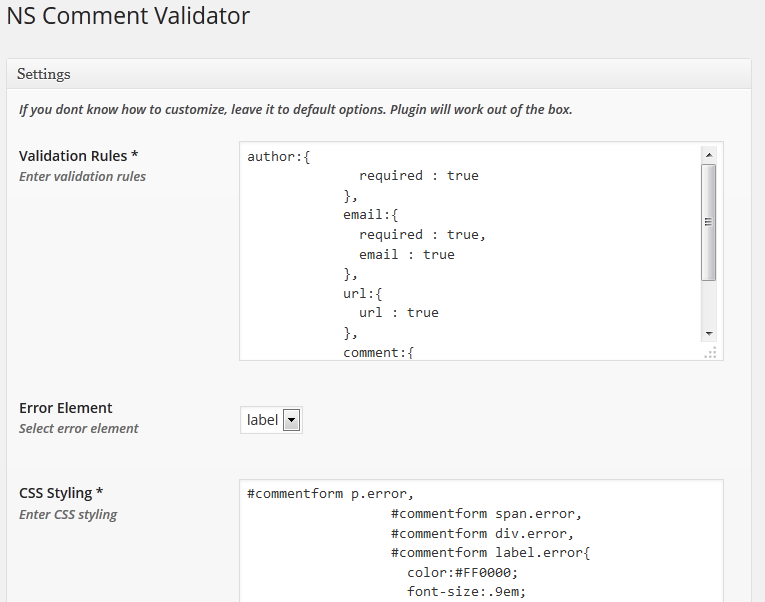 NS Comment Validator
Settings
If you dont know how to customize, leave it to default options. Plugin will work out of the box.
Validation Rules *
Enter validation rules
author:{
required : true
},
email:{
required : true,
email : true
},
url:{
url : true
},
comment:{
Error Element
Select error element
label
CSS Styling *
Enter CSS styling
#commentform p.error,
#commentform span.error,
#commentform div.error,
#commentform label.error{
color:#FF0000;
font-size:.9em;